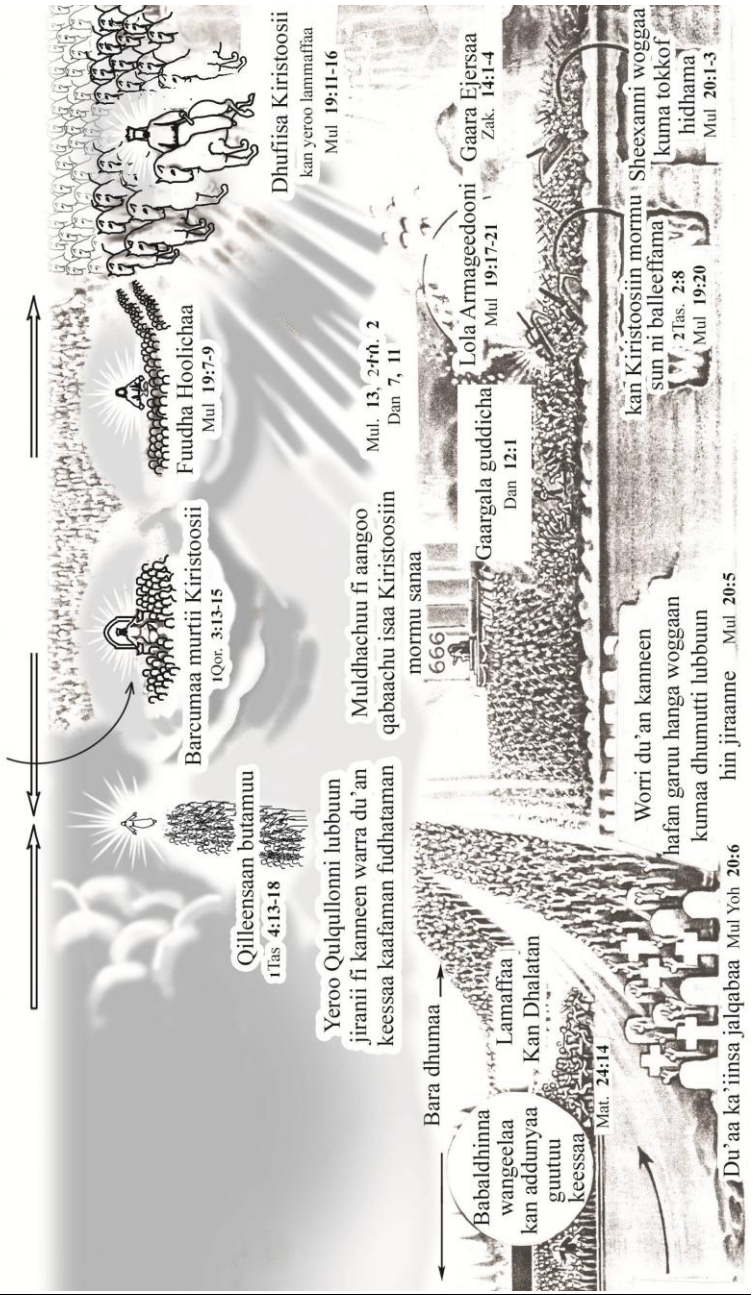 Qilleensaan butamuu
1Tas 4:13-18
Barcumaa murtii Kiristoosii
1Qor. 3:13-15
Fuudha Hoolichaa
Mul 19:7-9
Dhufiisa Kiristoosii
kan yeroo lammaffiaa
Mul 19:11-16
Yeroo Qulqullonni lubbuun
jiranii fi kanneen warra du'an
keessaa kaafaman fudhataman
Muldhachuu fi aangoo
qabaachu isaa Kiristoosiin
mormu sanaa
666
Mul. 13, 2ተሰ. 2
Dan 7, 11
Bara dhumaa
Babaldhinna
wangeelaa
kan addunyaa
guutuu
keessaa
Mat. 24:14
Lamaffaa
Kan Dhalatan
Gaargala guddicha
Dan 12:1
Lola Armageedooni
Mul 19:17-21
Gaara Ejersaa
Zak. 14:1-4
Du'aa ka'iinsa jalqabaa Mul Yoh 20:6
Worri du'an kanneen
hafan garuu hanga woggaan
kumaa dhumutti lubbuun
hin jiraanne Mul 20:5
kan Kiristoosiin mormu
sun ni balleeffama
2Tas. 2:8
Mul 19:20
Sheexanni woggaa
kuma tokkof
hidhama
Mul 20:1-3